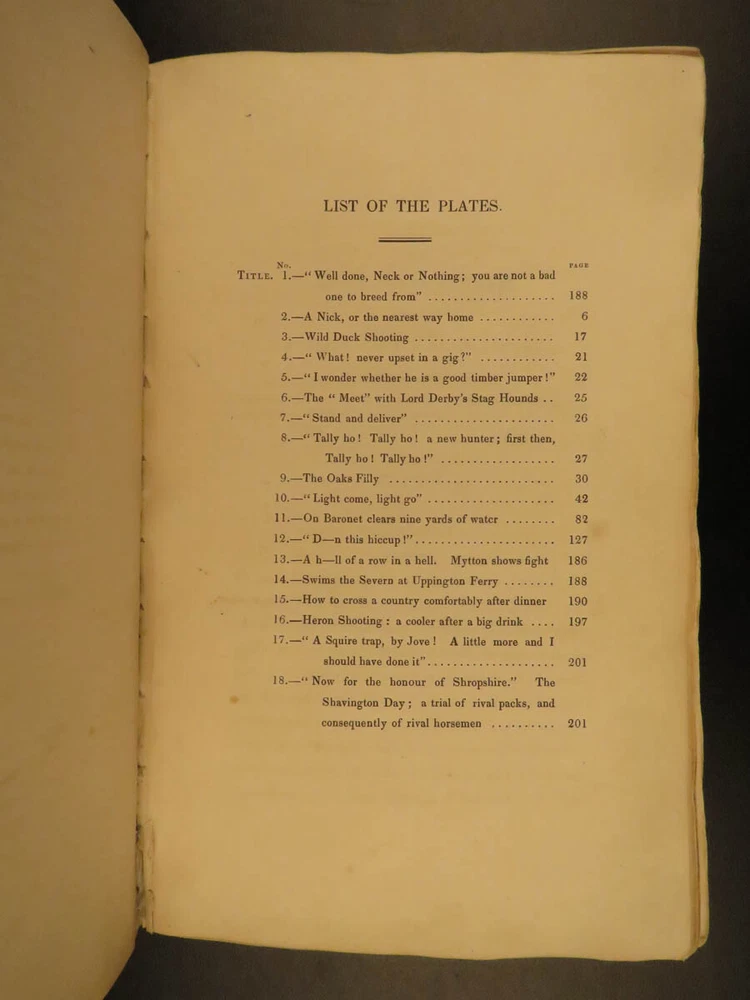 LIST OF THE PLATES.
No. PAGE
TITLE. 1.—“Well done, Neck or Nothing; you are not a bad
one to breed from” .................... 188
2.—A Nick, or the nearest way home ............ 6
3.—Wild Duck Shooting ...................... 17
4.—“What! never upset in a gig?” ............ 21
5.—“I wonder whether he is a good timber jumper!” 22
6.—The “Meet” with Lord Derby's Stag Hounds .. 25
7.—“Stand and deliver” ...................... 26
8.—“Tally ho! Tally ho! a new hunter; first then,
Tally ho! Tally ho!” .................. 27
9.—The Oaks Filly .......................... 30
10.—“Light come, light go” .................... 42
11.—On Baronet clears nine yards of water ........ 82
12.—“D—n this hiccup!” ...................... 127
13.—A h—ll of a row in a hell. Mytton shows fight 186
14.—Swims the Severn at Uppington Ferry ........ 188
15.—How to cross a country comfortably after dinner 190
16.—Heron Shooting: a cooler after a big drink .... 197
17.—“A Squire trap, by Jove! A little more and I
should have done it” .................... 201
18.—“Now for the honour of Shropshire.” The
Shavington Day; a trial of rival packs, and
consequently of rival horsemen .......... 201